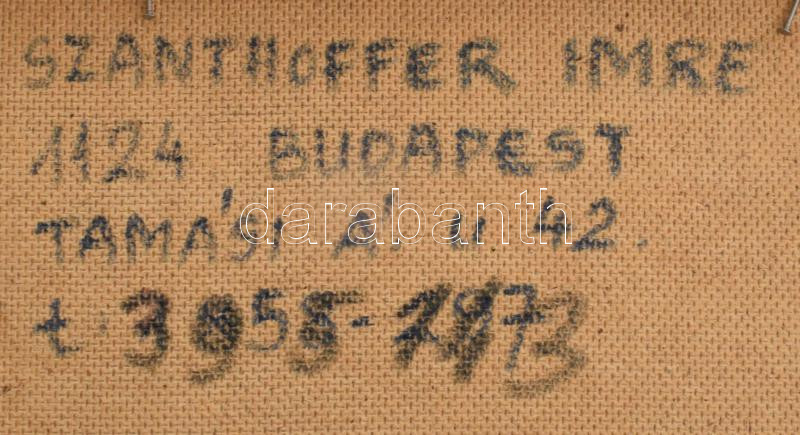 SZANTHOFFER IMRE
1124 BUDAPEST
TAMÁSI Á u 42.
t.
darabanth